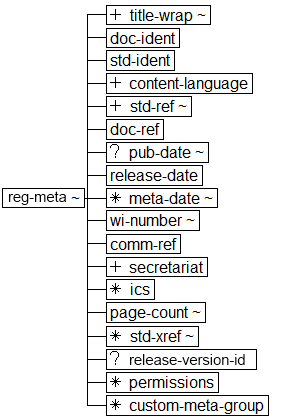 + title-wrap ~
doc-ident
std-ident
+ content-language
+ std-ref ~
doc-ref
? pub-date ~
release-date
reg-meta ~
* meta-date ~
wi-number ~
comm-ref
+ secretariat
* ics
page-count ~
* std-xref ~
? release-version-id
* permissions
* custom-meta-group